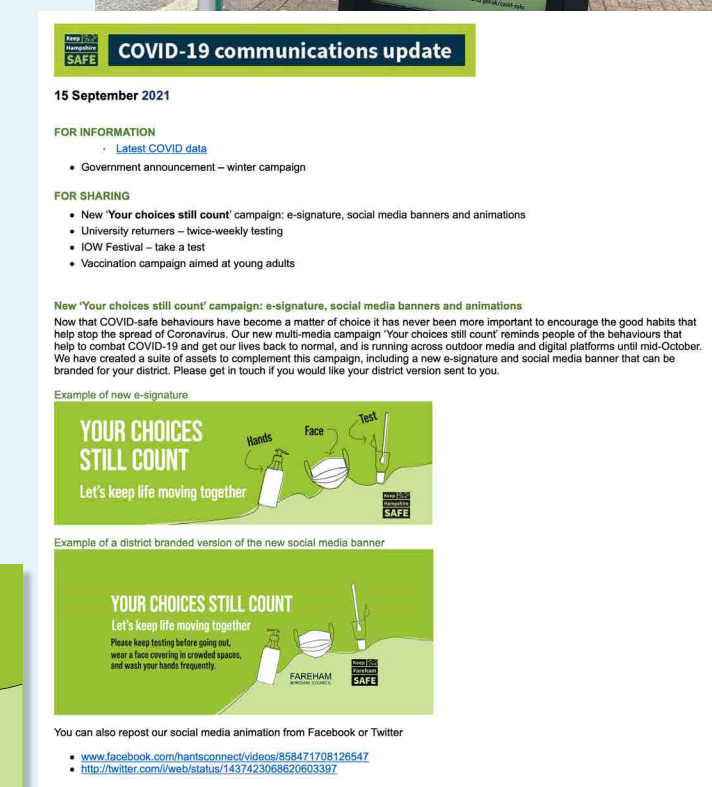 Keep
Hampshire
SAFE
COVID-19 communications update
15 September 2021
FOR INFORMATION
· Latest COVID data
• Government announcement – winter campaign
FOR SHARING
• New 'Your choices still count' campaign: e-signature, social media banners and animations
• University returners – twice-weekly testing
• IOW Festival – take a test
• Vaccination campaign aimed at young adults
New 'Your choices still count' campaign: e-signature, social media banners and animations
Now that COVID-safe behaviours have become a matter of choice it has never been more important to encourage the good habits that
help stop the spread of Coronavirus. Our new multi-media campaign 'Your choices still count' reminds people of the behaviours that
help to combat COVID-19 and get our lives back to normal, and is running across outdoor media and digital platforms until mid-October.
We have created a suite of assets to complement this campaign, including a new e-signature and social media banner that can be
branded for your district. Please get in touch if you would like your district version sent to you.
Example of new e-signature
YOUR CHOICES
STILL COUNT
Let's keep life moving together
Hands
Face
Test
Keep
Hampshire
SAFE
Example of a district branded version of the new social media banner
YOUR CHOICES STILL COUNT
Let's keep life moving together
Please keep testing before going out,
wear a face covering in crowded spaces,
and wash your hands frequently.
FAREHAM
BOROUGH COUNCIL
Keep
Fareham
SAFE
You can also repost our social media animation from Facebook or Twitter
• www.facebook.com/hantsconnect/videos/858471708126547
• http://twitter.com/i/web/status/1437423068620603397